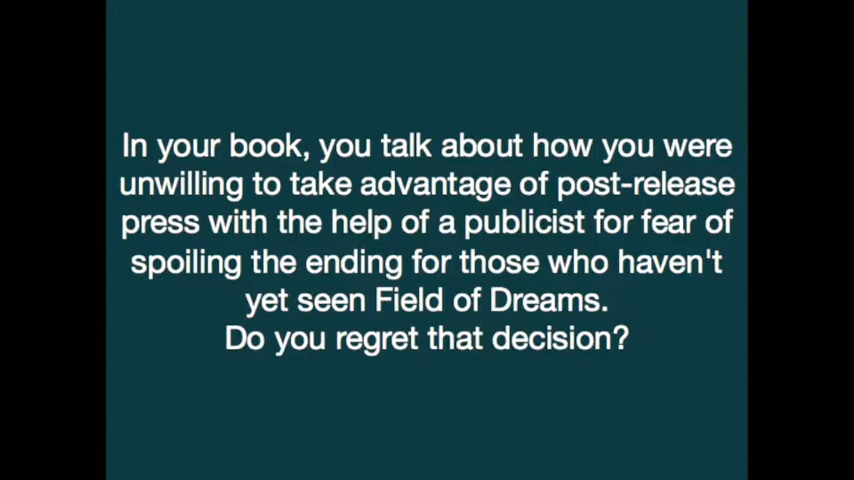 In your book, you talk about how you were
unwilling to take advantage of post-release
press with the help of a publicist for fear of
spoiling the ending for those who haven't
yet seen Field of Dreams.
Do you regret that decision?